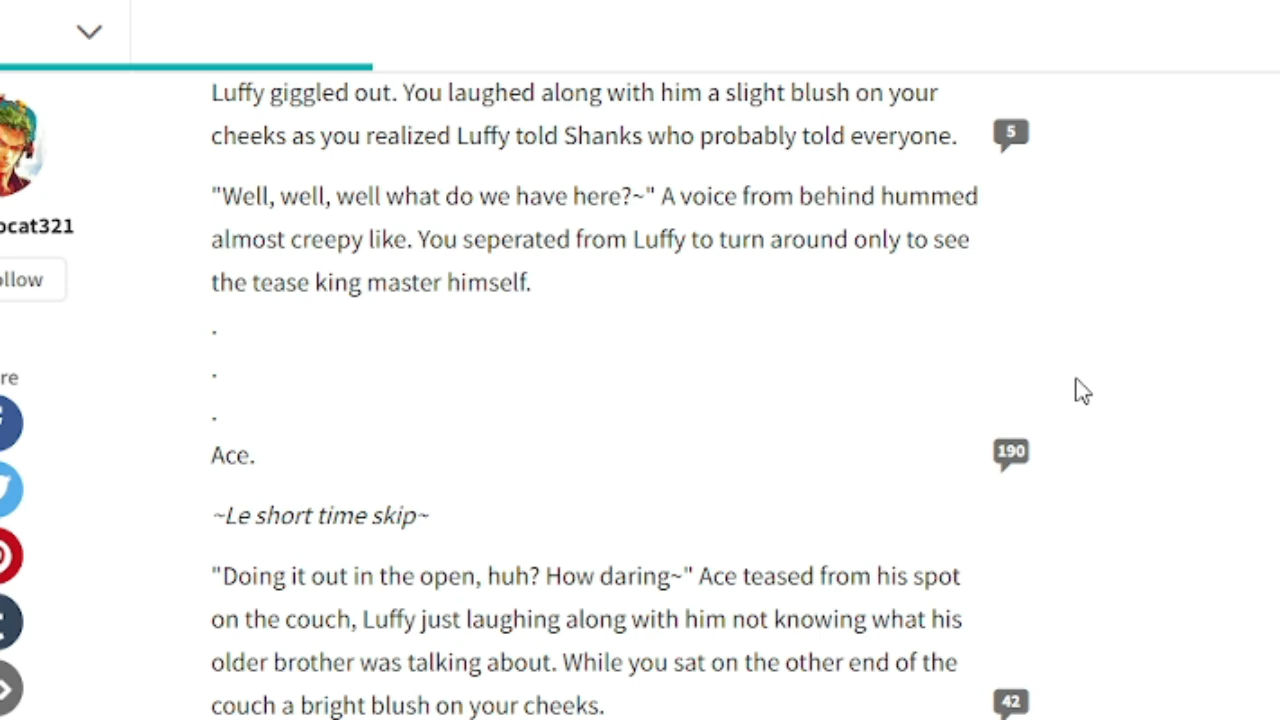 Luffy giggled out. You laughed along with him a slight blush on your
cheeks as you realized Luffy told Shanks who probably told everyone.
5
"Well, well, well what do we have here?~" A voice from behind hummed
almost creepy like. You seperated from Luffy to turn around only to see
the tease king master himself.
.
.
.
Ace.
190
~Le short time skip~
"Doing it out in the open, huh? How daring~" Ace teased from his spot
on the couch, Luffy just laughing along with him not knowing what his
older brother was talking about. While you sat on the other end of the
couch a bright blush on your cheeks.
42
ocat321
ollow
re